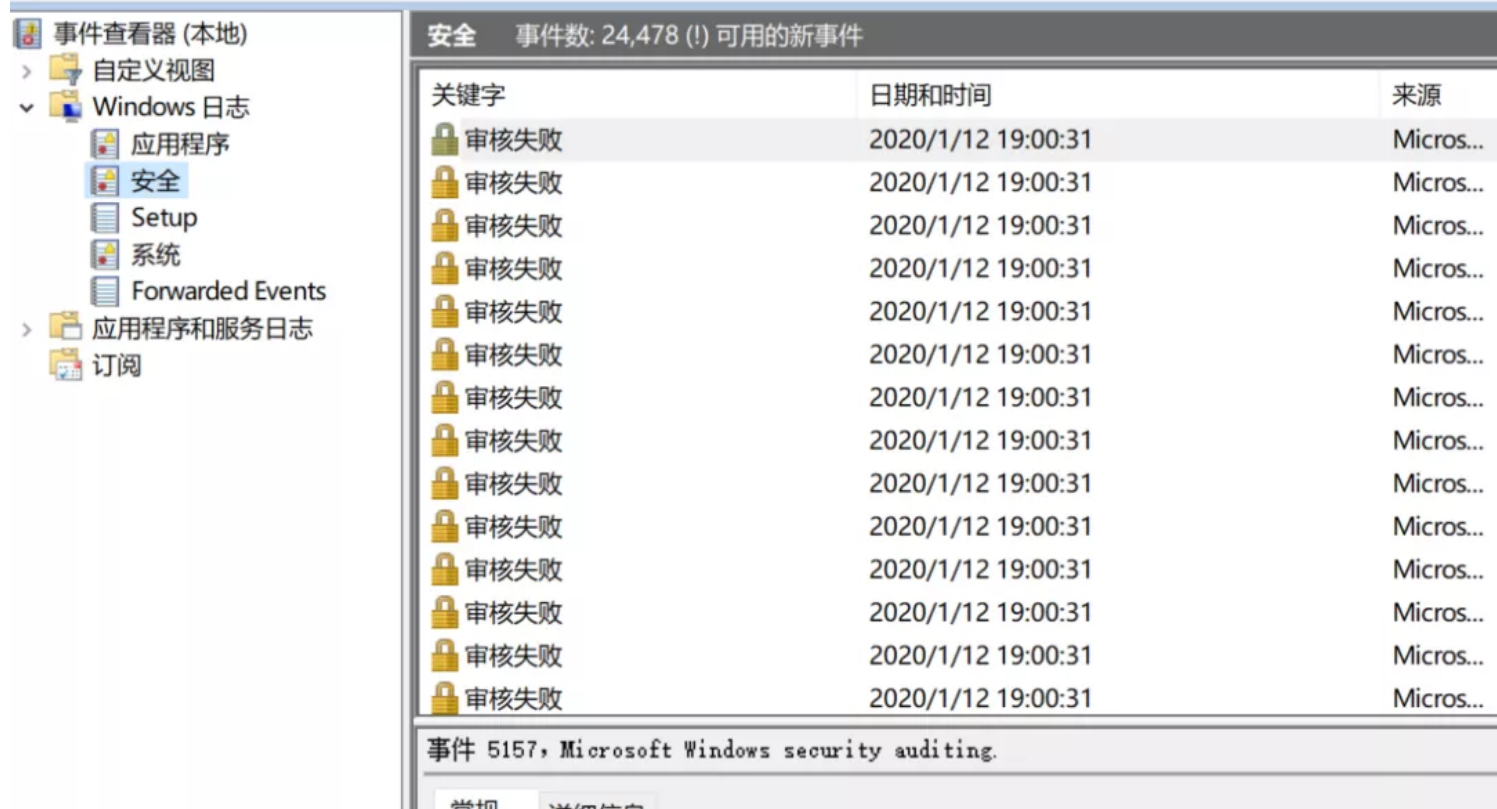 事件查看器 (本地)
自定义视图
Windows 日志
应用程序
安全
Setup
系统
Forwarded Events
应用程序和服务日志
订阅
安全 事件数: 24,478 (!) 可用的新事件
关键字 日期和时间 来源
审核失败 2020/1/12 19:00:31 Micros...
审核失败 2020/1/12 19:00:31 Micros...
审核失败 2020/1/12 19:00:31 Micros...
审核失败 2020/1/12 19:00:31 Micros...
审核失败 2020/1/12 19:00:31 Micros...
审核失败 2020/1/12 19:00:31 Micros...
审核失败 2020/1/12 19:00:31 Micros...
审核失败 2020/1/12 19:00:31 Micros...
审核失败 2020/1/12 19:00:31 Micros...
审核失败 2020/1/12 19:00:31 Micros...
审核失败 2020/1/12 19:00:31 Micros...
审核失败 2020/1/12 19:00:31 Micros...
审核失败 2020/1/12 19:00:31 Micros...
审核失败 2020/1/12 19:00:31 Micros...
事件 5157，Microsoft Windows security auditing.
常规 详细信息